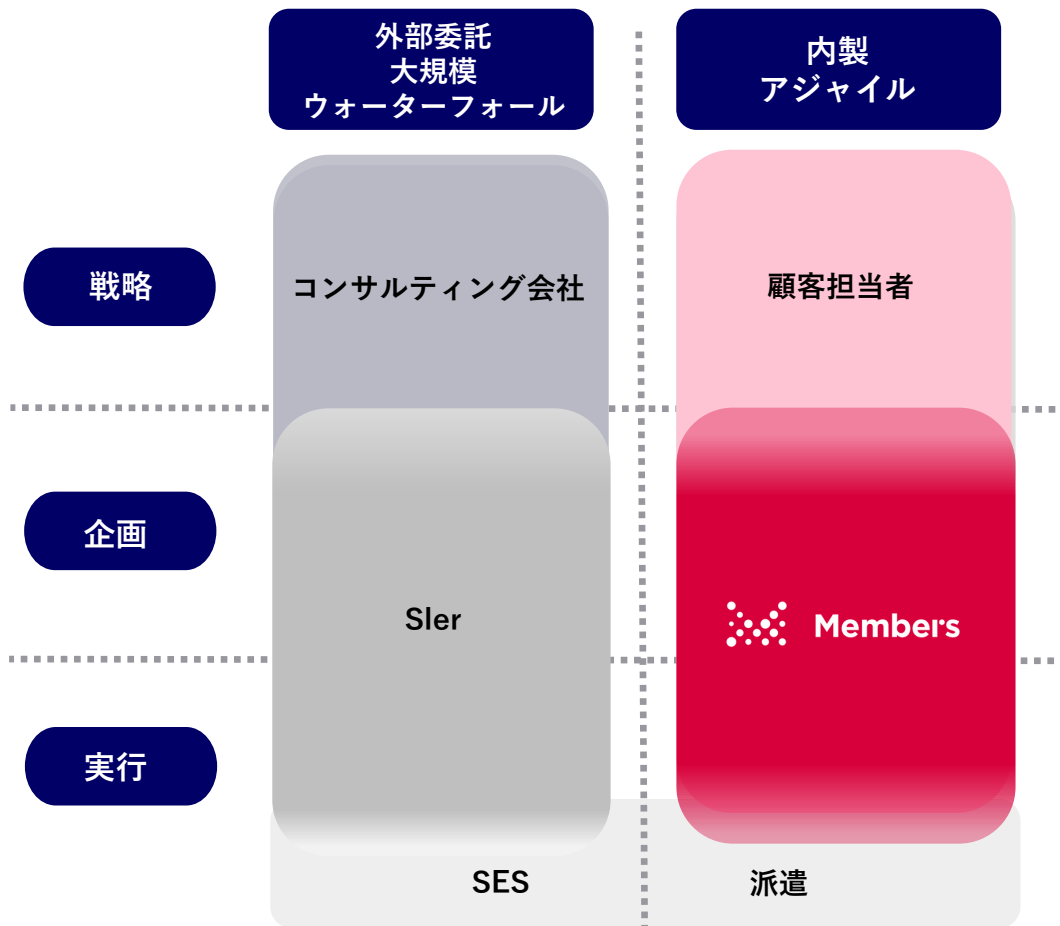 外部委託
大規模
ウォーターフォール
内製
アジャイル
戦略
コンサルティング会社
顧客担当者
企画
SIer
Members
実行
SES
派遣